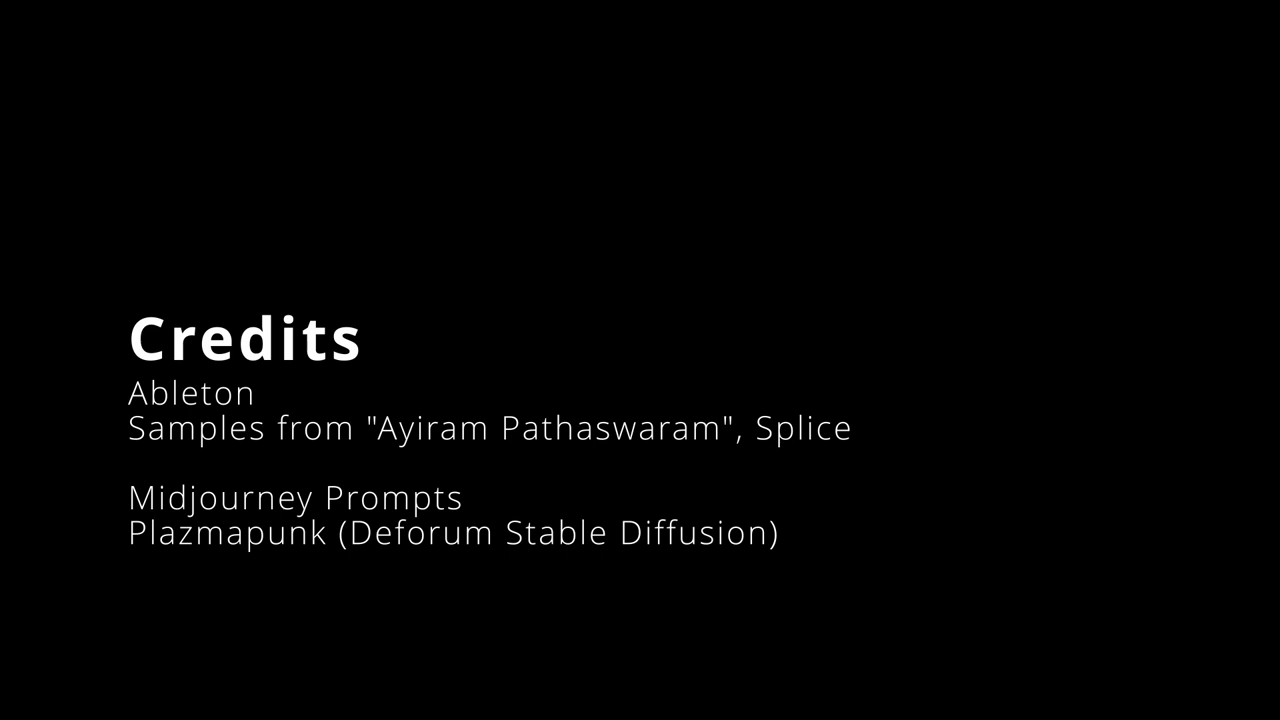 Credits
Ableton
Samples from "Ayiram Pathaswaram", Splice
Midjourney Prompts
Plazmapunk (Deforum Stable Diffusion)